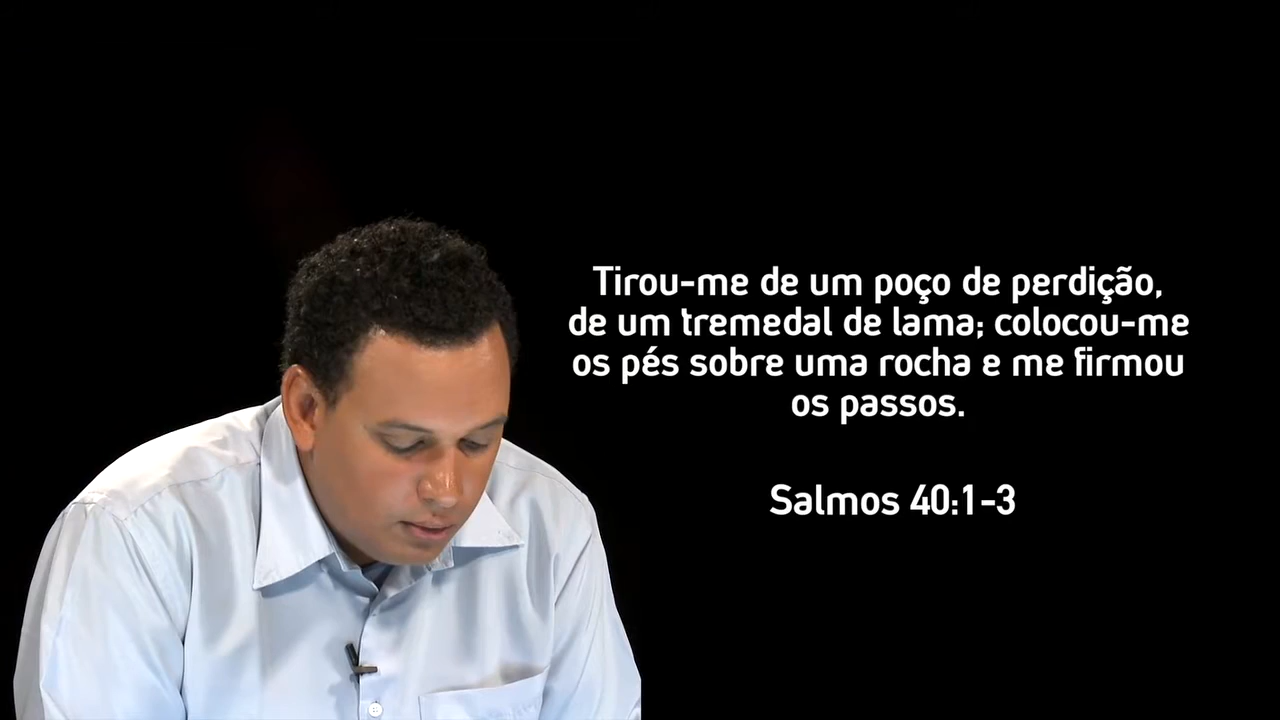 Tirou-me de um poço de perdição,
de um tremedal de lama; colocou-me
os pés sobre uma rocha e me firmou
os passos.
Salmos 40:1-3